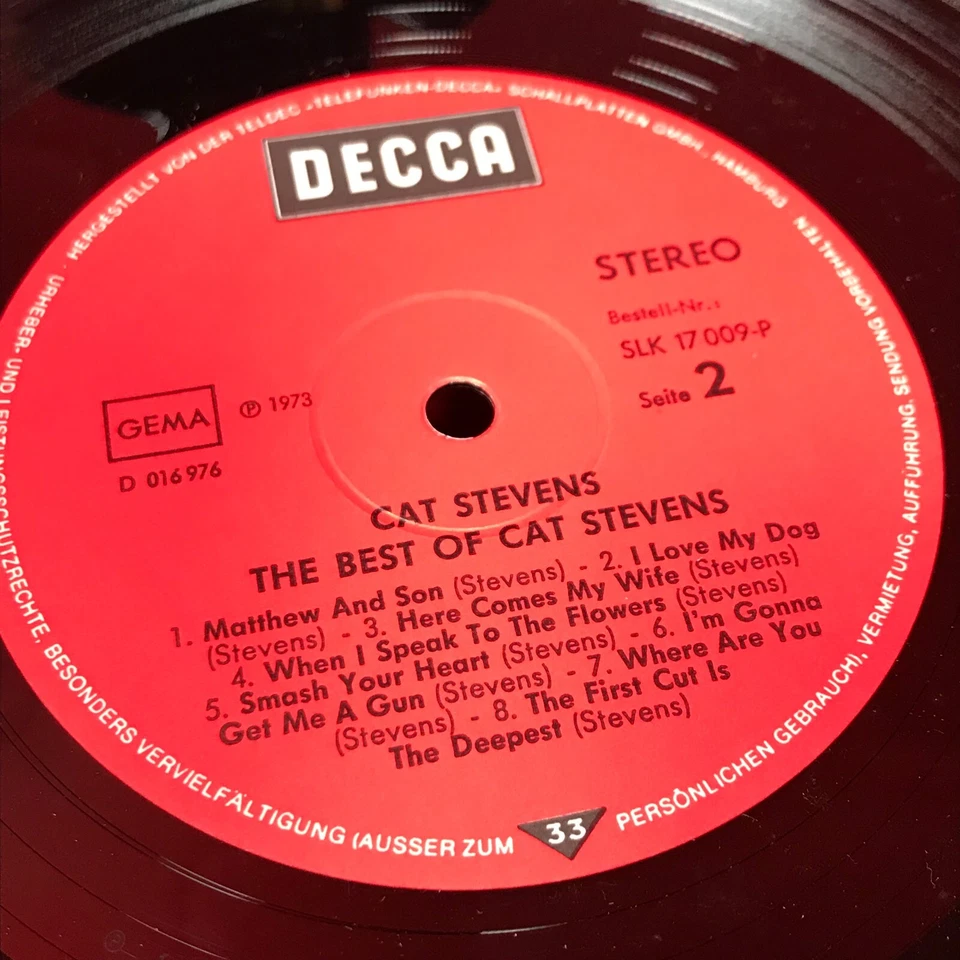 HERGESTELLT VON DER TELDEC »TELEFUNKEN-DECCA« SCHALLPLATTEN GMBH., HAMBURG
DECCA
STEREO
Bestell-Nr.:
SLK 17 009-P
Seite 2
GEMA
℗ 1973
D 016 976
CAT STEVENS
THE BEST OF CAT STEVENS
1. Matthew And Son (Stevens) - 2. I Love My Dog
(Stevens) - 3. Here Comes My Wife (Stevens)
4. When I Speak To The Flowers (Stevens)
5. Smash Your Heart (Stevens) - 6. I'm Gonna
Get Me A Gun (Stevens) - 7. Where Are You
(Stevens) - 8. The First Cut Is
The Deepest (Stevens)
URHEBER- UND LEISTUNGSSCHUTZRECHTE, BESONDERS VERVIELFÄLTIGUNG (AUSSER ZUM 33 PERSÖNLICHEN GEBRAUCH), VERMIETUNG, AUFFÜHRUNG, SENDUNG VORBEHALTEN